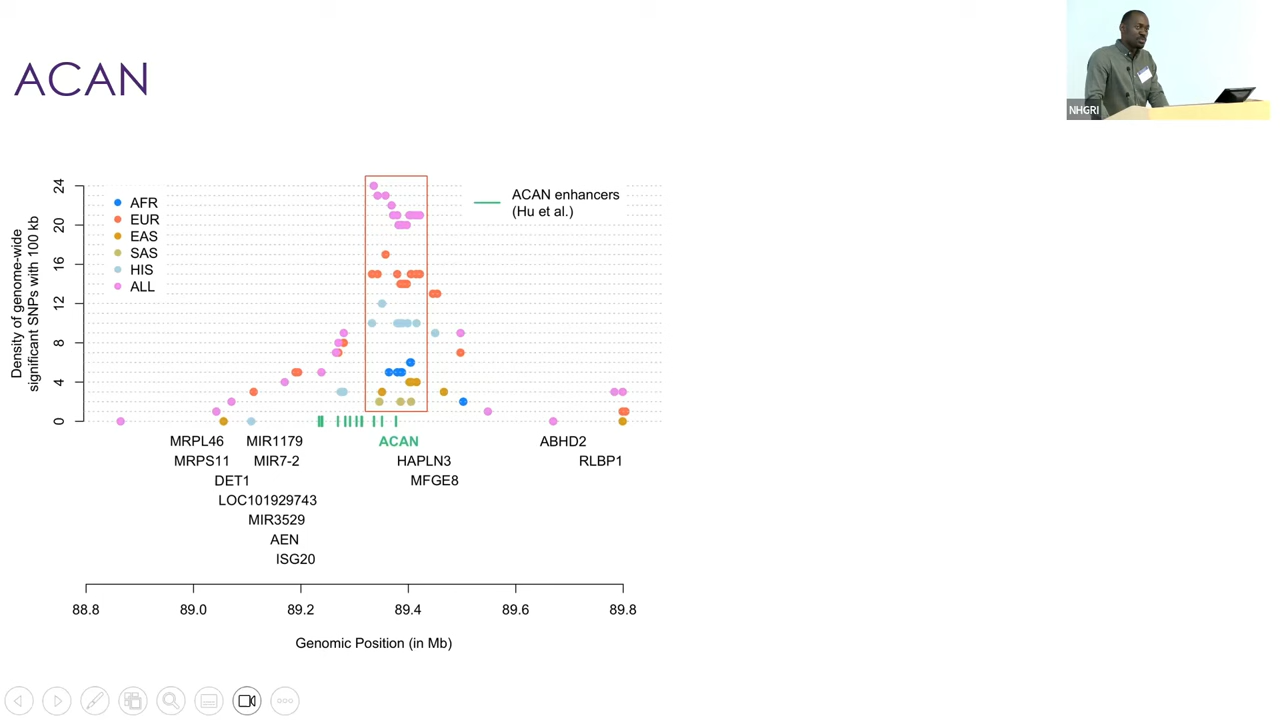 ACAN
NHGRI
Density of genome-wide
significant SNPs with 100 kb
24
20
16
12
8
4
0
AFR
EUR
EAS
SAS
HIS
ALL
ACAN enhancers
(Hu et al.)
MRPL46 MIR1179 ACAN ABHD2
MRPS11 MIR7-2 HAPLN3 RLBP1
DET1 MFGE8
LOC101929743
MIR3529
AEN
ISG20
88.8 89.0 89.2 89.4 89.6 89.8
Genomic Position (in Mb)